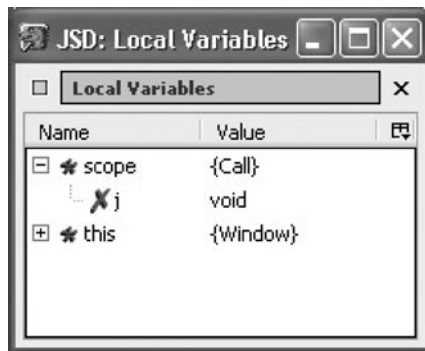 JSD: Local Variables
Local Variables
Name Value
scope {Call}
j void
this {Window}